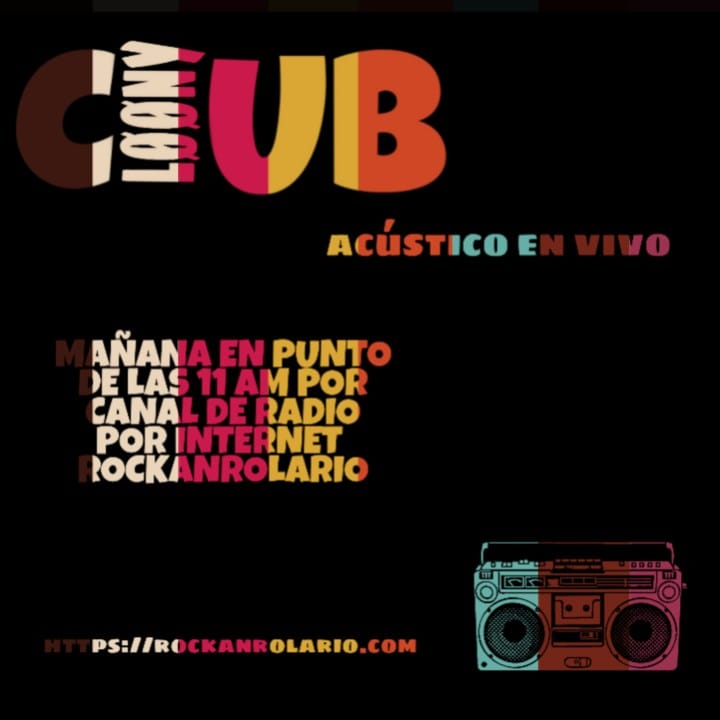 CLUB
LØØNY
ACÚSTICO EN VIVO
MAÑANA EN PUNTO
DE LAS 11 AM POR
CANAL DE RADIO
POR INTERNET
ROCKANROLARIO
HTTPS://ROCKANROLARIO.COM